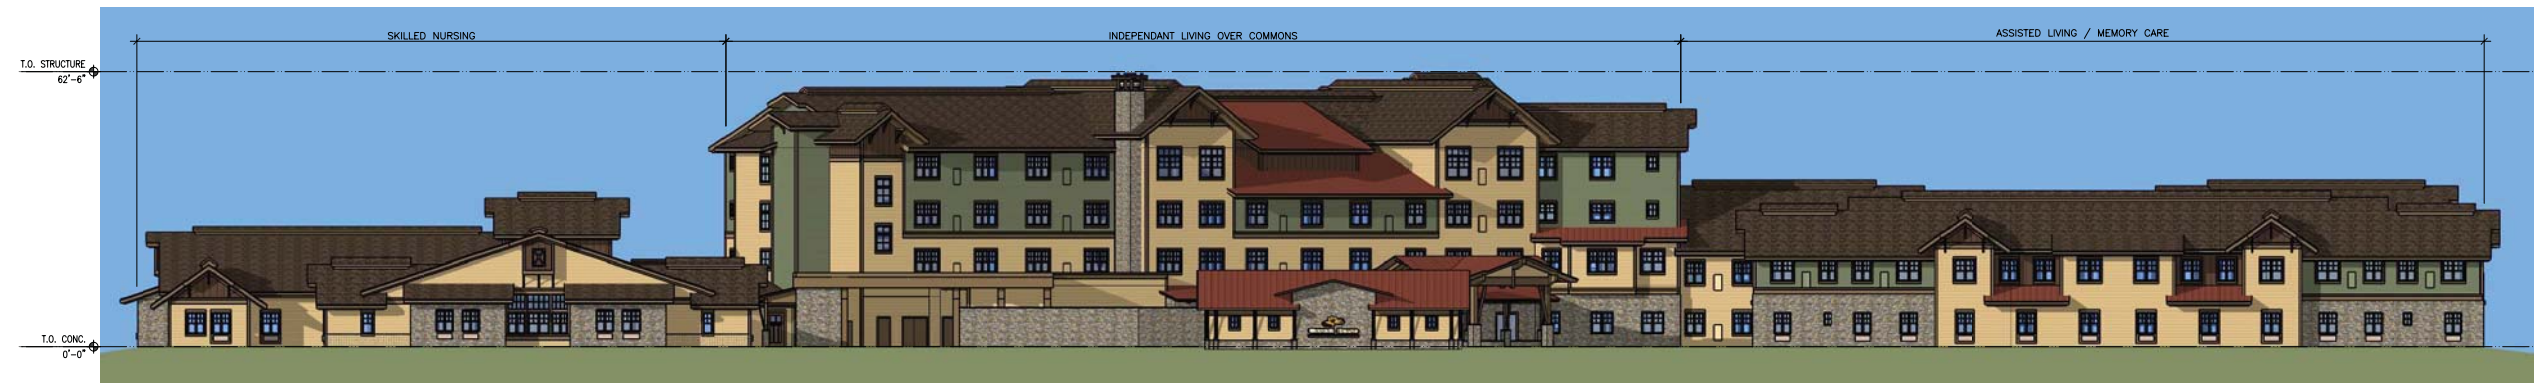 SKILLED NURSING
INDEPENDANT LIVING OVER COMMONS
ASSISTED LIVING / MEMORY CARE
T.O. STRUCTURE
62'-6"
T.O. CONC.
0'-0"